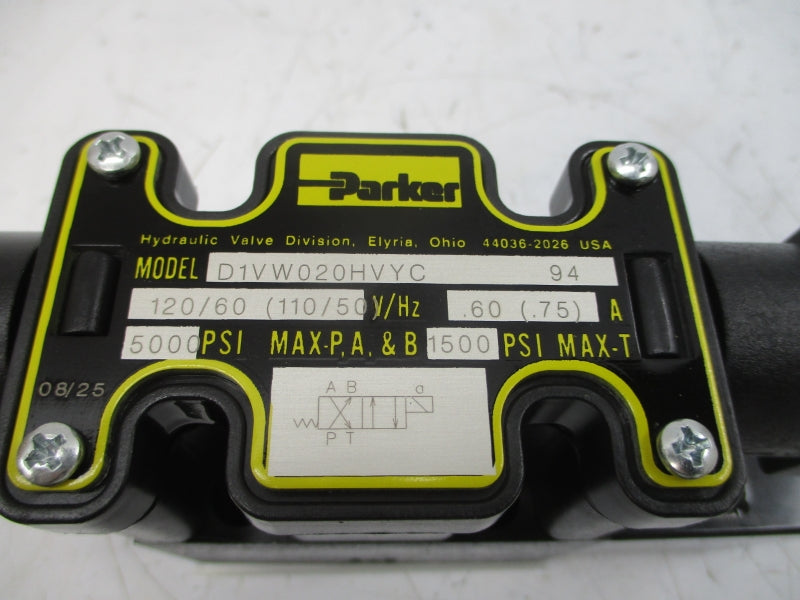 Parker
Hydraulic Valve Division, Elyria, Ohio 44036-2026 USA
MODEL D1VW020HVYC 94
120/60 (110/50) V/Hz .60 (.75) A
5000 PSI MAX-P, A, & B 1500 PSI MAX-T
08/25
A B a
P T